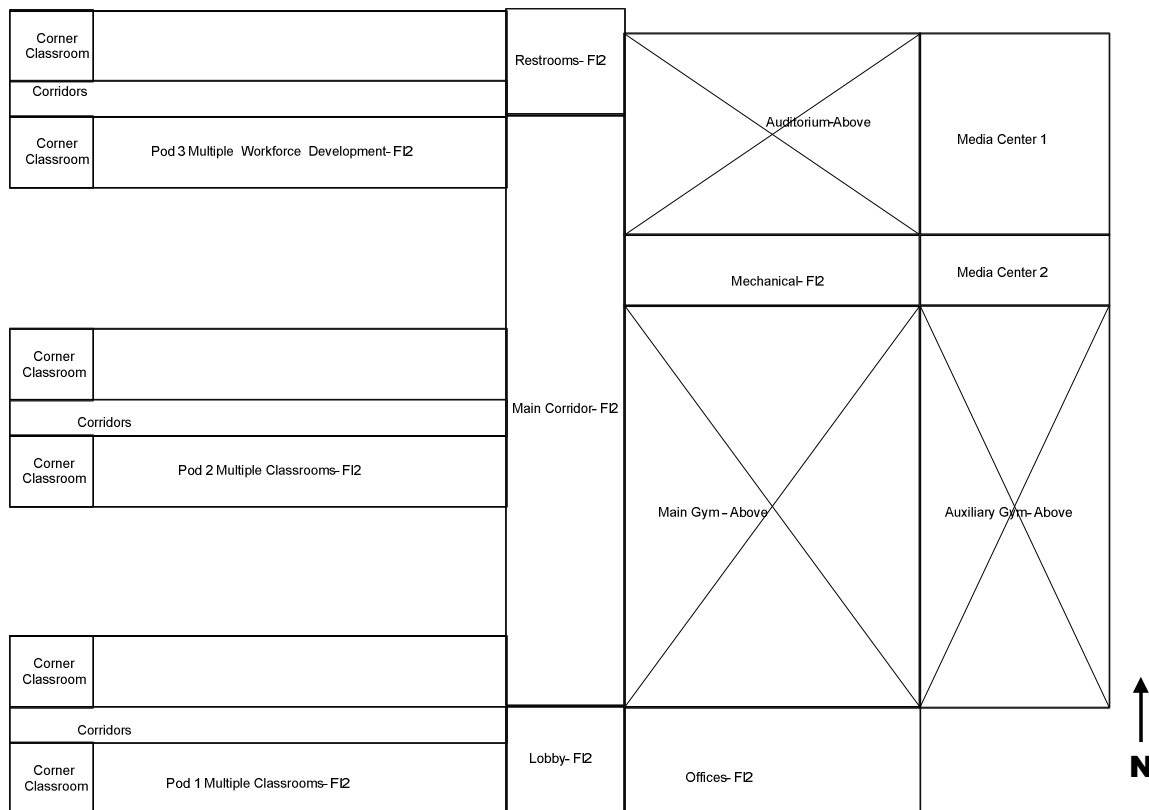 Corner
Classroom
Restrooms- Fl2
Corridors
Auditorium-Above
Media Center 1
Corner
Classroom
Pod 3 Multiple Workforce Development- Fl2
Mechanical- Fl2
Media Center 2
Corner
Classroom
Main Corridor- Fl2
Corridors
Corner
Classroom
Pod 2 Multiple Classrooms- Fl2
Main Gym - Above
Auxiliary Gym- Above
Corner
Classroom
Corridors
Lobby- Fl2
Corner
Classroom
Pod 1 Multiple Classrooms- Fl2
Offices- Fl2
N